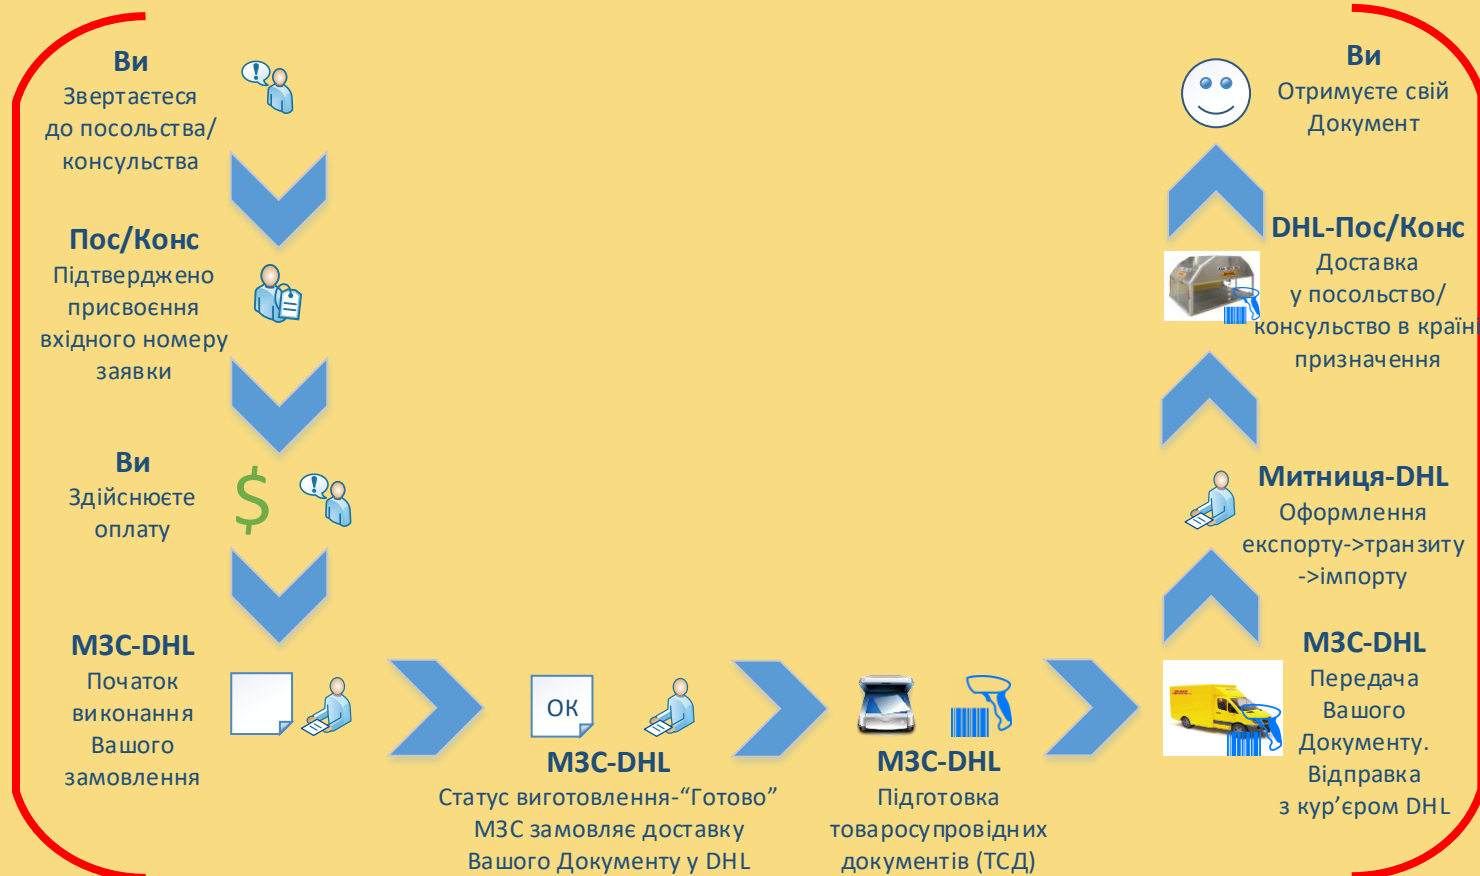 Ви
Звертаєтеся
до посольства/
консульства
Пос/Конс
Підтверджено
присвоєння
вхідного номеру
заявки
Ви
Здійснюєте
оплату
$
МЗС-DHL
Початок
виконання
Вашого
замовлення
ОК
МЗС-DHL
Статус виготовлення-“Готово”
МЗС замовляє доставку
Вашого Документу у DHL
МЗС-DHL
Підготовка
товаросупровідних
документів (ТСД)
МЗС-DHL
Передача
Вашого
Документу.
Відправка
з кур’єром DHL
Митниця-DHL
Оформлення
експорту->транзиту
->імпорту
DHL-Пос/Конс
Доставка
у посольство/
консульство в країні
призначення
Ви
Отримуєте свій
Документ